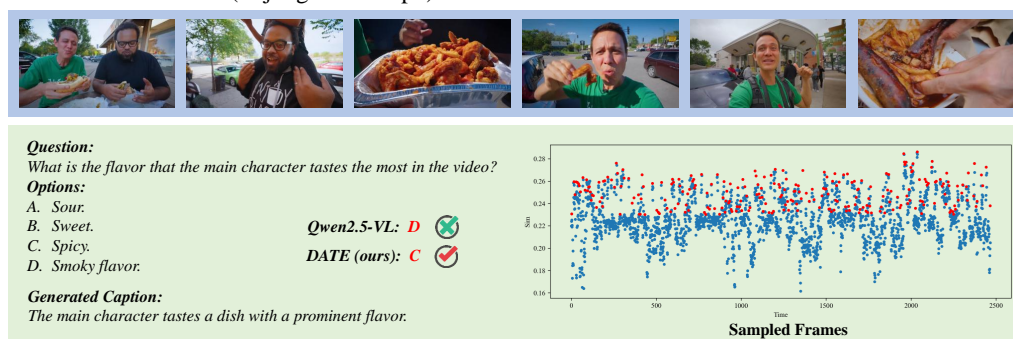 Question:
What is the flavor that the main character tastes the most in the video?
Options:
A. Sour.
B. Sweet.
C. Spicy.
D. Smoky flavor.
Qwen2.5-VL: D
DATE (ours): C
Generated Caption:
The main character tastes a dish with a prominent flavor.
0.28
0.26
0.24
0.22
0.20
0.18
0.16
Sim
0
500
1000
1500
2000
2500
Time
Sampled Frames